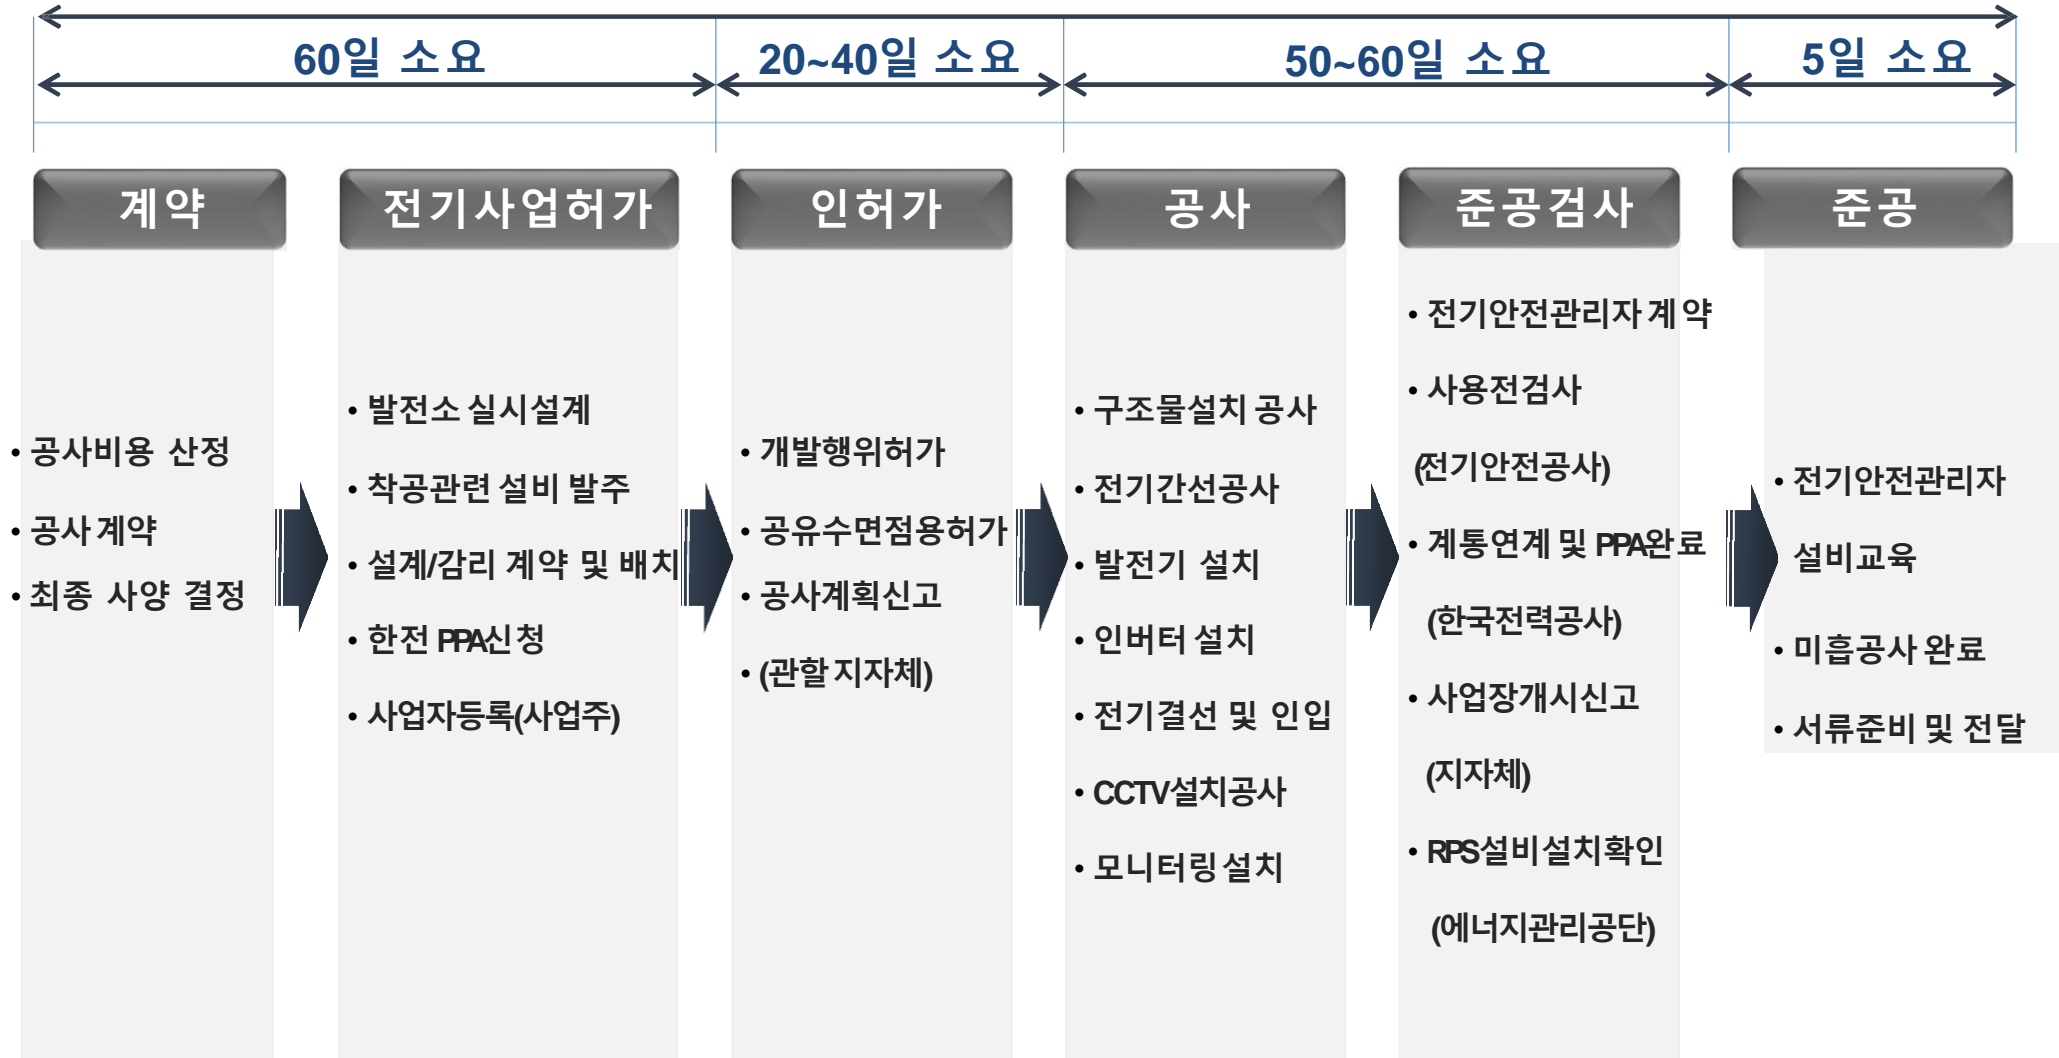 60일 소요
20~40일 소요
50~60일 소요
5일 소요
계약
• 공사비용 산정
• 공사 계약
• 최종 사양 결정
전기사업허가
• 발전소 실시설계
• 착공관련 설비 발주
• 설계/감리 계약 및 배치
• 한전 PPA신청
• 사업자등록(사업주)
인허가
• 개발행위허가
• 공유수면점용허가
• 공사계획신고
• (관할 지자체)
공사
• 구조물설치 공사
• 전기간선공사
• 발전기 설치
• 인버터 설치
• 전기결선 및 인입
• CCTV설치공사
• 모니터링 설치
준공검사
• 전기안전관리자 계약
• 사용전검사
(전기안전공사)
• 계통연계 및 PPA완료
(한국전력공사)
• 사업장개시신고
(지자체)
• RPS설비설치확인
(에너지관리공단)
준공
• 전기안전관리자
설비교육
• 미흡공사 완료
• 서류준비 및 전달